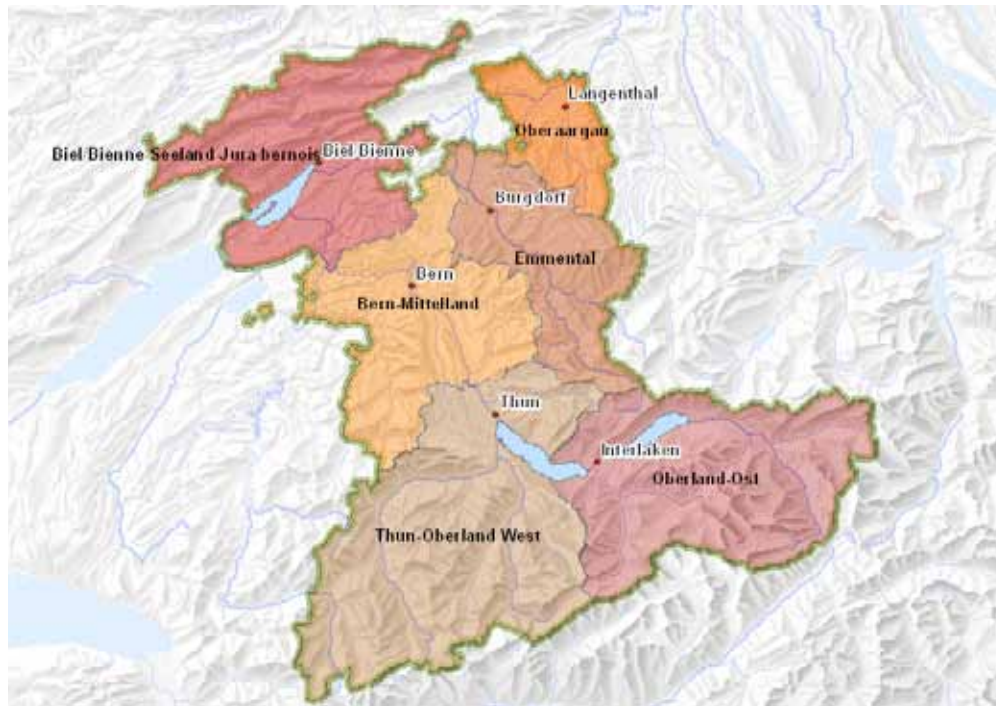 Langenthal
Oberaargau
Biel/Bienne Seeland Jura bernois
Biel/Bienne
Burgdorf
Emmental
Bern
Bern-Mittelland
Thun
Interlaken
Oberland-Ost
Thun-Oberland West